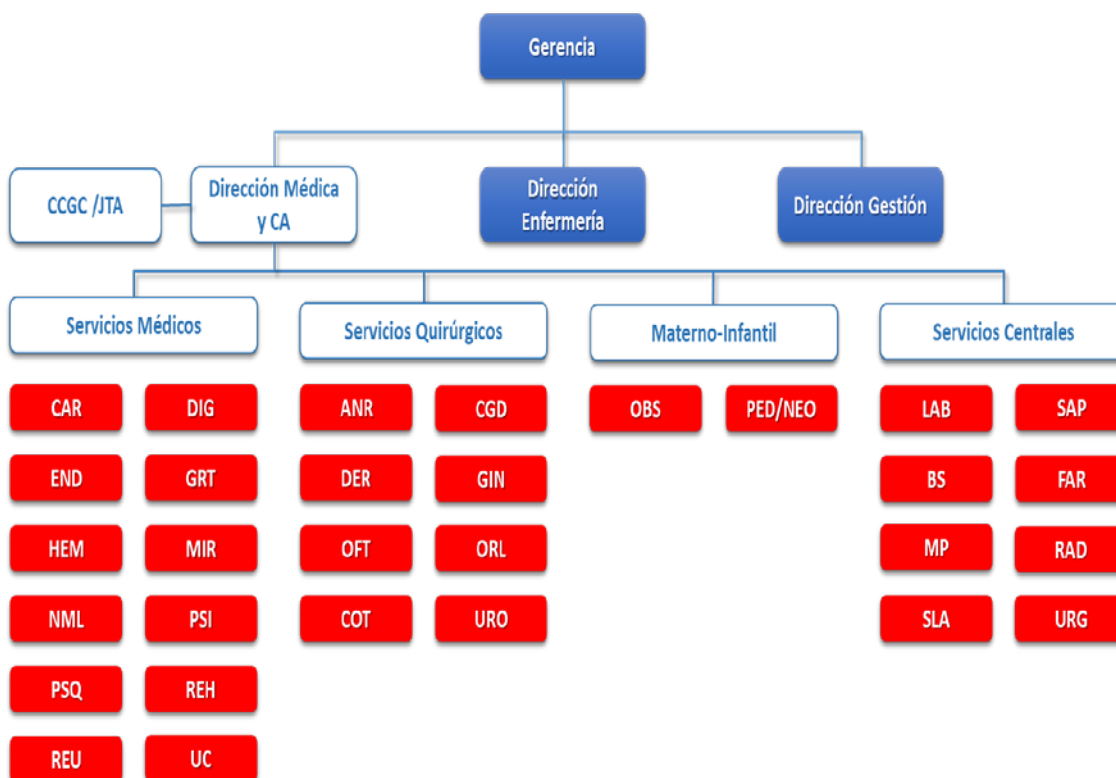 Gerencia
CCGC /JTA
Dirección Médica
y CA
Dirección
Enfermería
Dirección Gestión
Servicios Médicos
Servicios Quirúrgicos
Materno-Infantil
Servicios Centrales
CAR
DIG
ANR
CGD
OBS
PED/NEO
LAB
SAP
END
GRT
DER
GIN
BS
FAR
HEM
MIR
OFT
ORL
MP
RAD
NML
PSI
COT
URO
SLA
URG
PSQ
REH
REU
UC